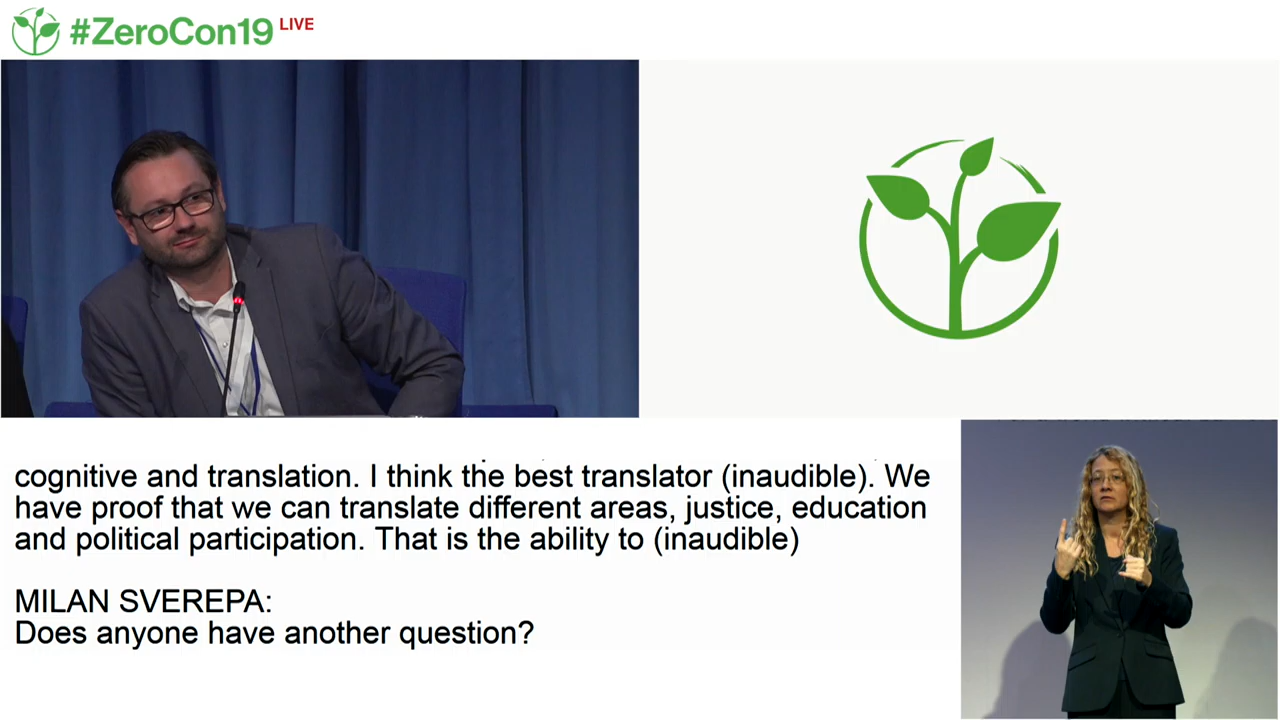 #ZeroCon19 LIVE
cognitive and translation. I think the best translator (inaudible). We
have proof that we can translate different areas, justice, education
and political participation. That is the ability to (inaudible)
MILAN SVEREPA:
Does anyone have another question?